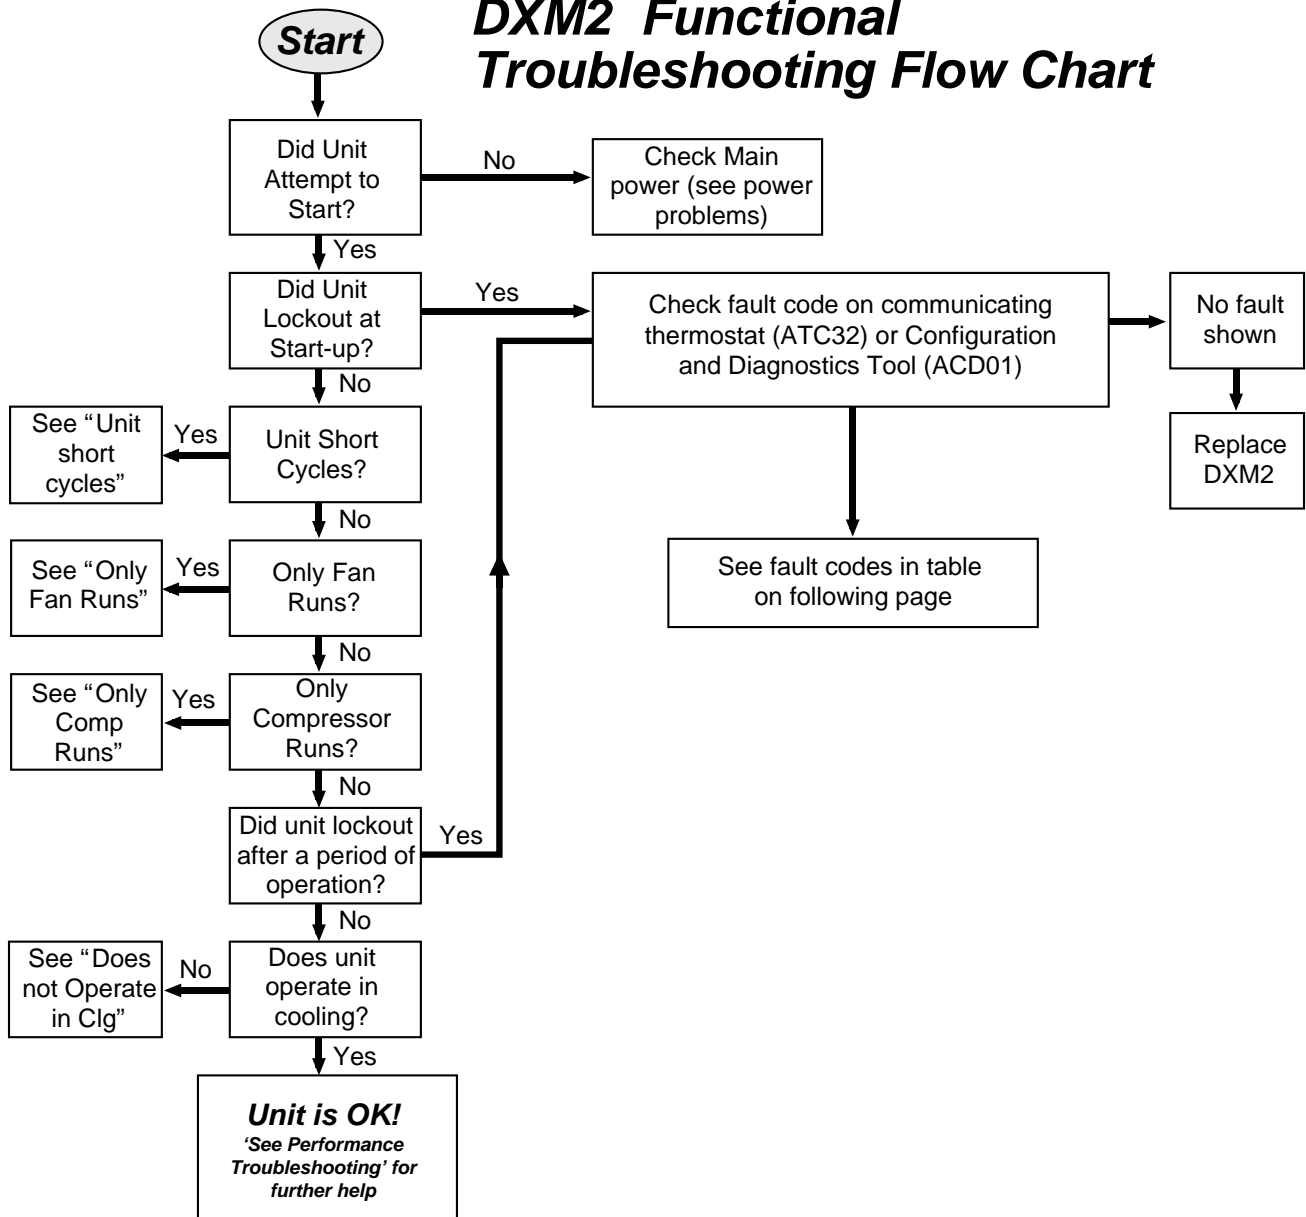 DXM2 Functional
Troubleshooting Flow Chart
Start
Did Unit
Attempt to
Start?
No
Check Main
power (see power
problems)
Yes
Did Unit
Lockout at
Start-up?
Yes
Check fault code on communicating
thermostat (ATC32) or Configuration
and Diagnostics Tool (ACD01)
No fault
shown
Replace
DXM2
See fault codes in table
on following page
No
Unit Short
Cycles?
Yes
See “Unit
short
cycles”
No
Only Fan
Runs?
Yes
See “Only
Fan Runs”
No
Only
Compressor
Runs?
Yes
See “Only
Comp
Runs”
No
Did unit lockout
after a period of
operation?
Yes
No
Does unit
operate in
cooling?
No
See “Does
not Operate
in Clg”
Yes
Unit is OK!
‘See Performance
Troubleshooting’ for
further help